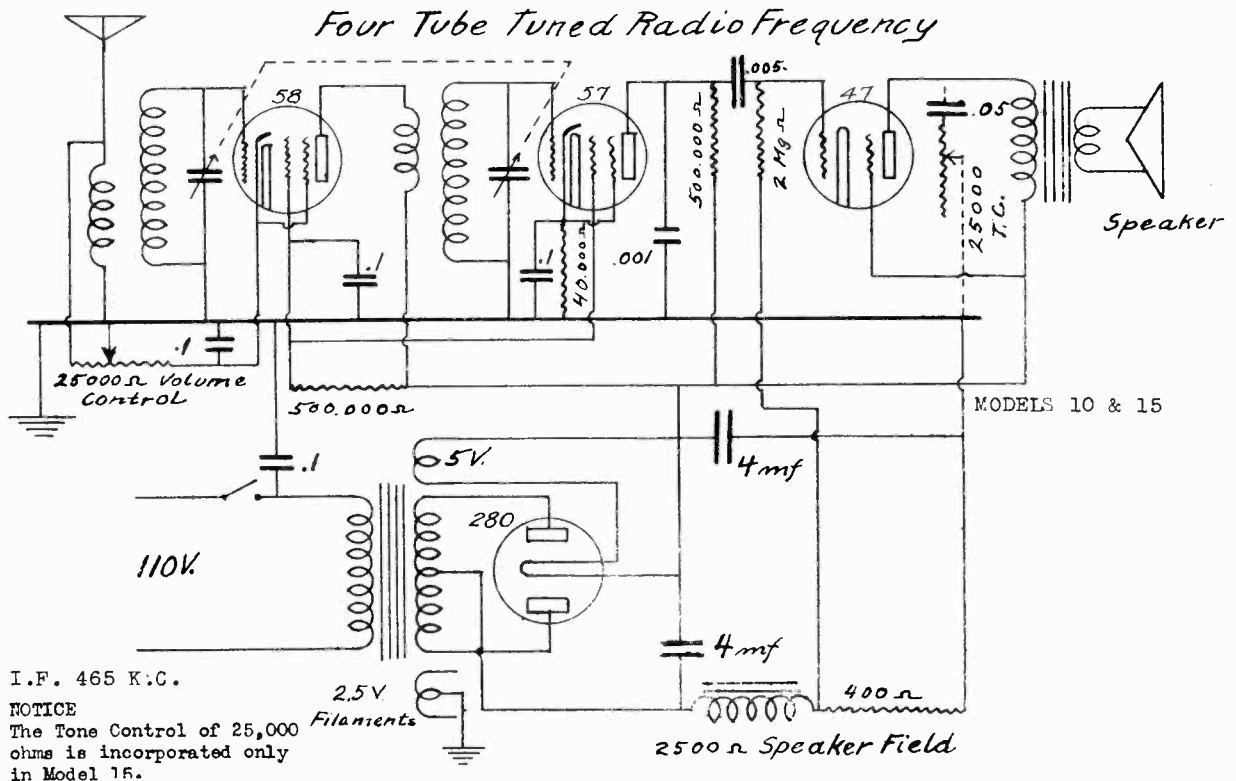 Four Tube Tuned Radio Frequency
58
57
47
.005
500.000Ω
2 Mg Ω
.05
25000
T.C.
Speaker
.1
.1
40.000Ω
.001
.1
25000Ω Volume
Control
500.000Ω
MODELS 10 & 15
.1
5V.
4mf
280
110V.
4mf
I.F. 465 K.C.
NOTICE
The Tone Control of 25,000
ohms is incorporated only
in Model 15.
2.5V.
Filaments
400Ω
2500Ω Speaker Field